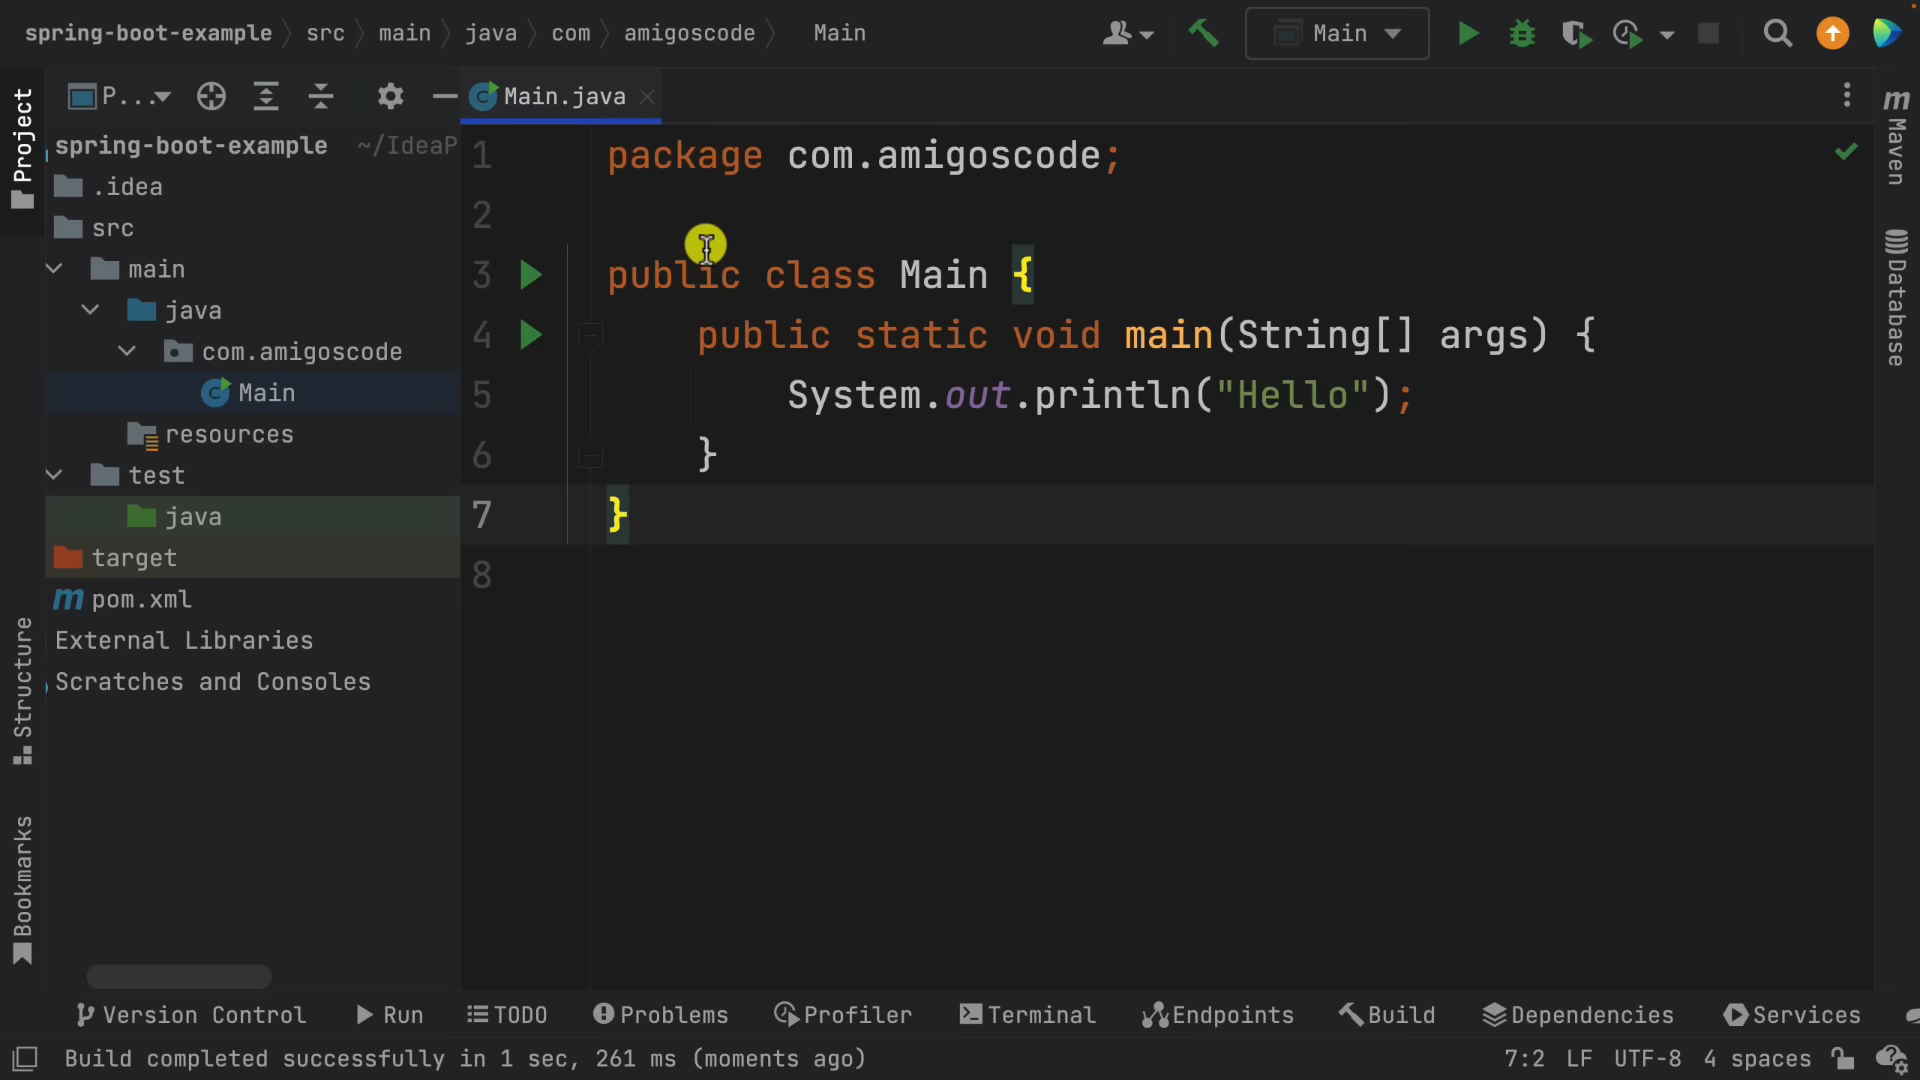 spring-boot-example src main java com amigoscode Main
Main
P...
Main.java
Project
spring-boot-example ~/IdeaP
.idea
src
main
java
com.amigoscode
Main
resources
test
java
target
pom.xml
External Libraries
Scratches and Consoles
Structure
Bookmarks
1 package com.amigoscode;
2
3 public class Main {
4 public static void main(String[] args) {
5 System.out.println("Hello");
6 }
7 }
8
Maven
Database
Version Control Run TODO Problems Profiler Terminal Endpoints Build Dependencies Services
Build completed successfully in 1 sec, 261 ms (moments ago) 7:2 LF UTF-8 4 spaces